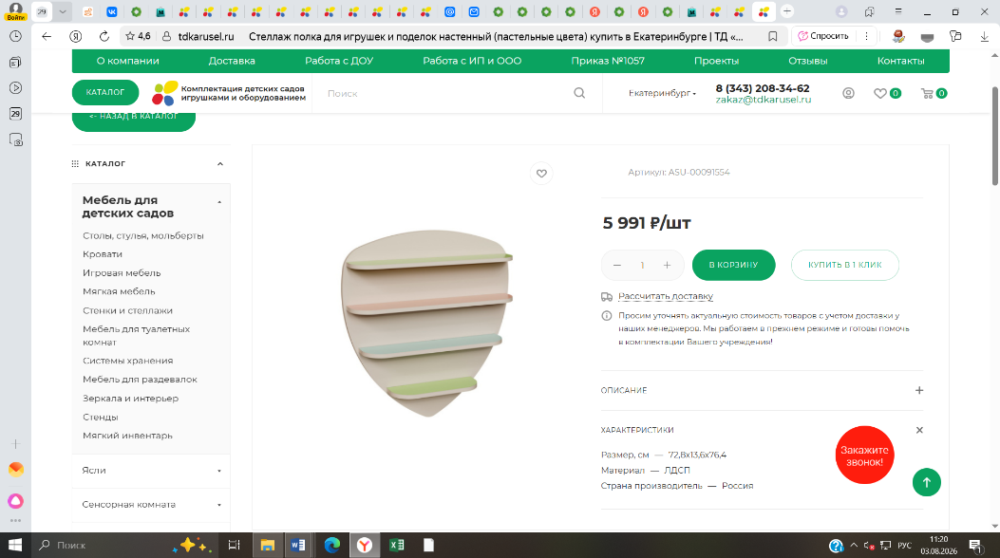 Войти
29
4,6
tdkarusel.ru
Стеллаж полка для игрушек и поделок настенный (пастельные цвета) купить в Екатеринбурге | ТД «...
Спросить
О компании
Доставка
Работа с ДОУ
Работа с ИП и ООО
Приказ №1057
Проекты
Отзывы
Контакты
КАТАЛОГ
Комплектация детских садов
игрушками и оборудованием
Поиск
Екатеринбург
8 (343) 208-34-62
zakaz@tdkarusel.ru
0
0
29
<- НАЗАД В КАТАЛОГ
КАТАЛОГ
Мебель для
детских садов
Столы, стулья, мольберты
Кровати
Игровая мебель
Мягкая мебель
Стенки и стеллажи
Мебель для туалетных
комнат
Системы хранения
Мебель для раздевалок
Зеркала и интерьер
Стенды
Мягкий инвентарь
Ясли
Сенсорная комната
Артикул: ASU-00091554
5 991 ₽/шт
— 1 +
В КОРЗИНУ
КУПИТЬ В 1 КЛИК
Рассчитать доставку
Просим уточнять актуальную стоимость товаров с учетом доставки у
наших менеджеров. Мы работаем в прежнем режиме и готовы помочь
в комплектации Вашего учреждения!
ОПИСАНИЕ
ХАРАКТЕРИСТИКИ
Размер, см — 72,8х13,6х76,4
Материал — ЛДСП
Страна производитель — Россия
Закажите
звонок!
Поиск
РУС
11:20
03.08.2026
1